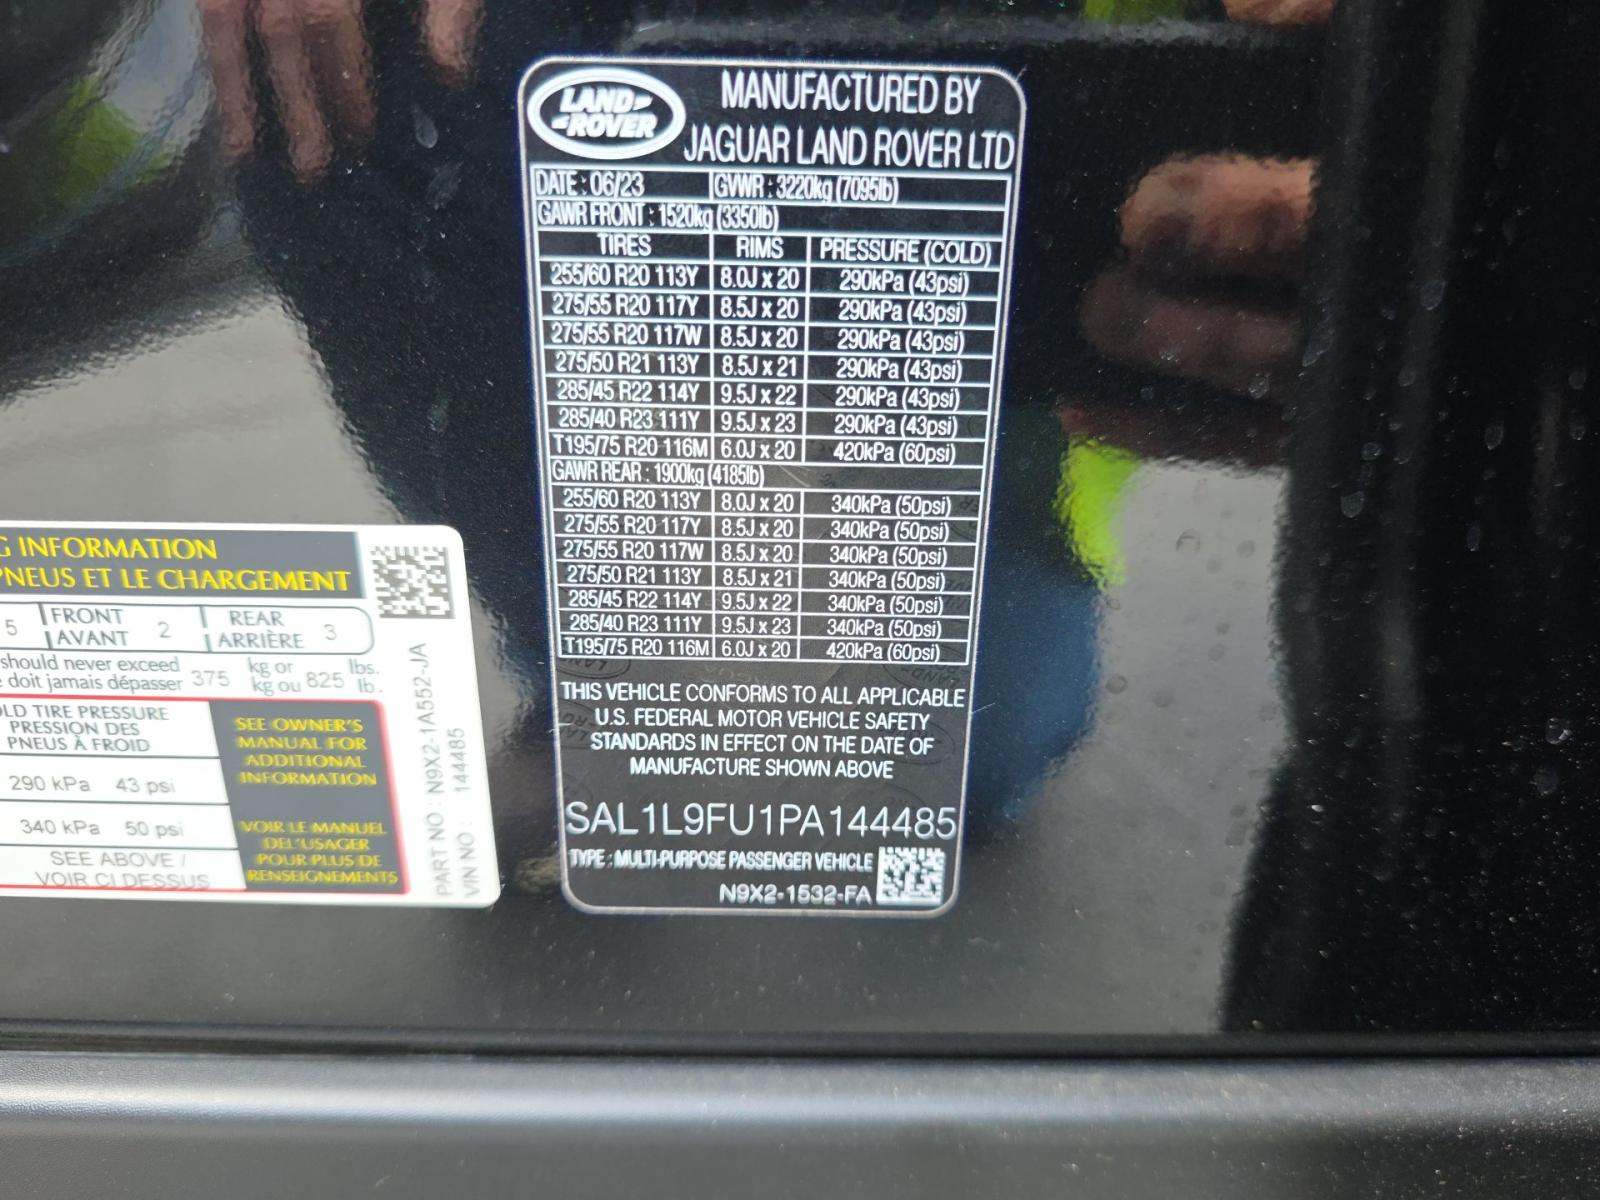 LAND ROVER
MANUFACTURED BY
JAGUAR LAND ROVER LTD
DATE : 06/23 GVWR : 3220kg (7095lb)
GAWR FRONT : 1520kg (3350lb)
TIRES RIMS PRESSURE (COLD)
255/60 R20 113Y 8.0J x 20 290kPa (43psi)
275/55 R20 117Y 8.5J x 20 290kPa (43psi)
275/55 R20 117W 8.5J x 20 290kPa (43psi)
275/50 R21 113Y 8.5J x 21 290kPa (43psi)
285/45 R22 114Y 9.5J x 22 290kPa (43psi)
285/40 R23 111Y 9.5J x 23 290kPa (43psi)
T195/75 R20 116M 6.0J x 20 420kPa (60psi)
GAWR REAR : 1900kg (4185lb)
255/60 R20 113Y 8.0J x 20 340kPa (50psi)
275/55 R20 117Y 8.5J x 20 340kPa (50psi)
275/55 R20 117W 8.5J x 20 340kPa (50psi)
275/50 R21 113Y 8.5J x 21 340kPa (50psi)
285/45 R22 114Y 9.5J x 22 340kPa (50psi)
285/40 R23 111Y 9.5J x 23 340kPa (50psi)
T195/75 R20 116M 6.0J x 20 420kPa (60psi)
THIS VEHICLE CONFORMS TO ALL APPLICABLE
U.S. FEDERAL MOTOR VEHICLE SAFETY
STANDARDS IN EFFECT ON THE DATE OF
MANUFACTURE SHOWN ABOVE
SAL1L9FU1PA144485
TYPE : MULTI-PURPOSE PASSENGER VEHICLE
N9X2-1532-FA
G INFORMATION
PNEUS ET LE CHARGEMENT
5 FRONT AVANT 2 REAR ARRIÈRE 3
should never exceed 375 kg or 825 lbs.
doit jamais dépasser kg ou lb.
OLD TIRE PRESSURE
PRESSION DES
PNEUS À FROID
290 kPa 43 psi
340 kPa 50 psi
SEE ABOVE /
VOIR CI DESSUS
SEE OWNER'S
MANUAL FOR
ADDITIONAL
INFORMATION
VOIR LE MANUEL
DE L'USAGER
POUR PLUS DE
RENSEIGNEMENTS
PART NO : N9X2-1A552-JA
VIN NO : 144485